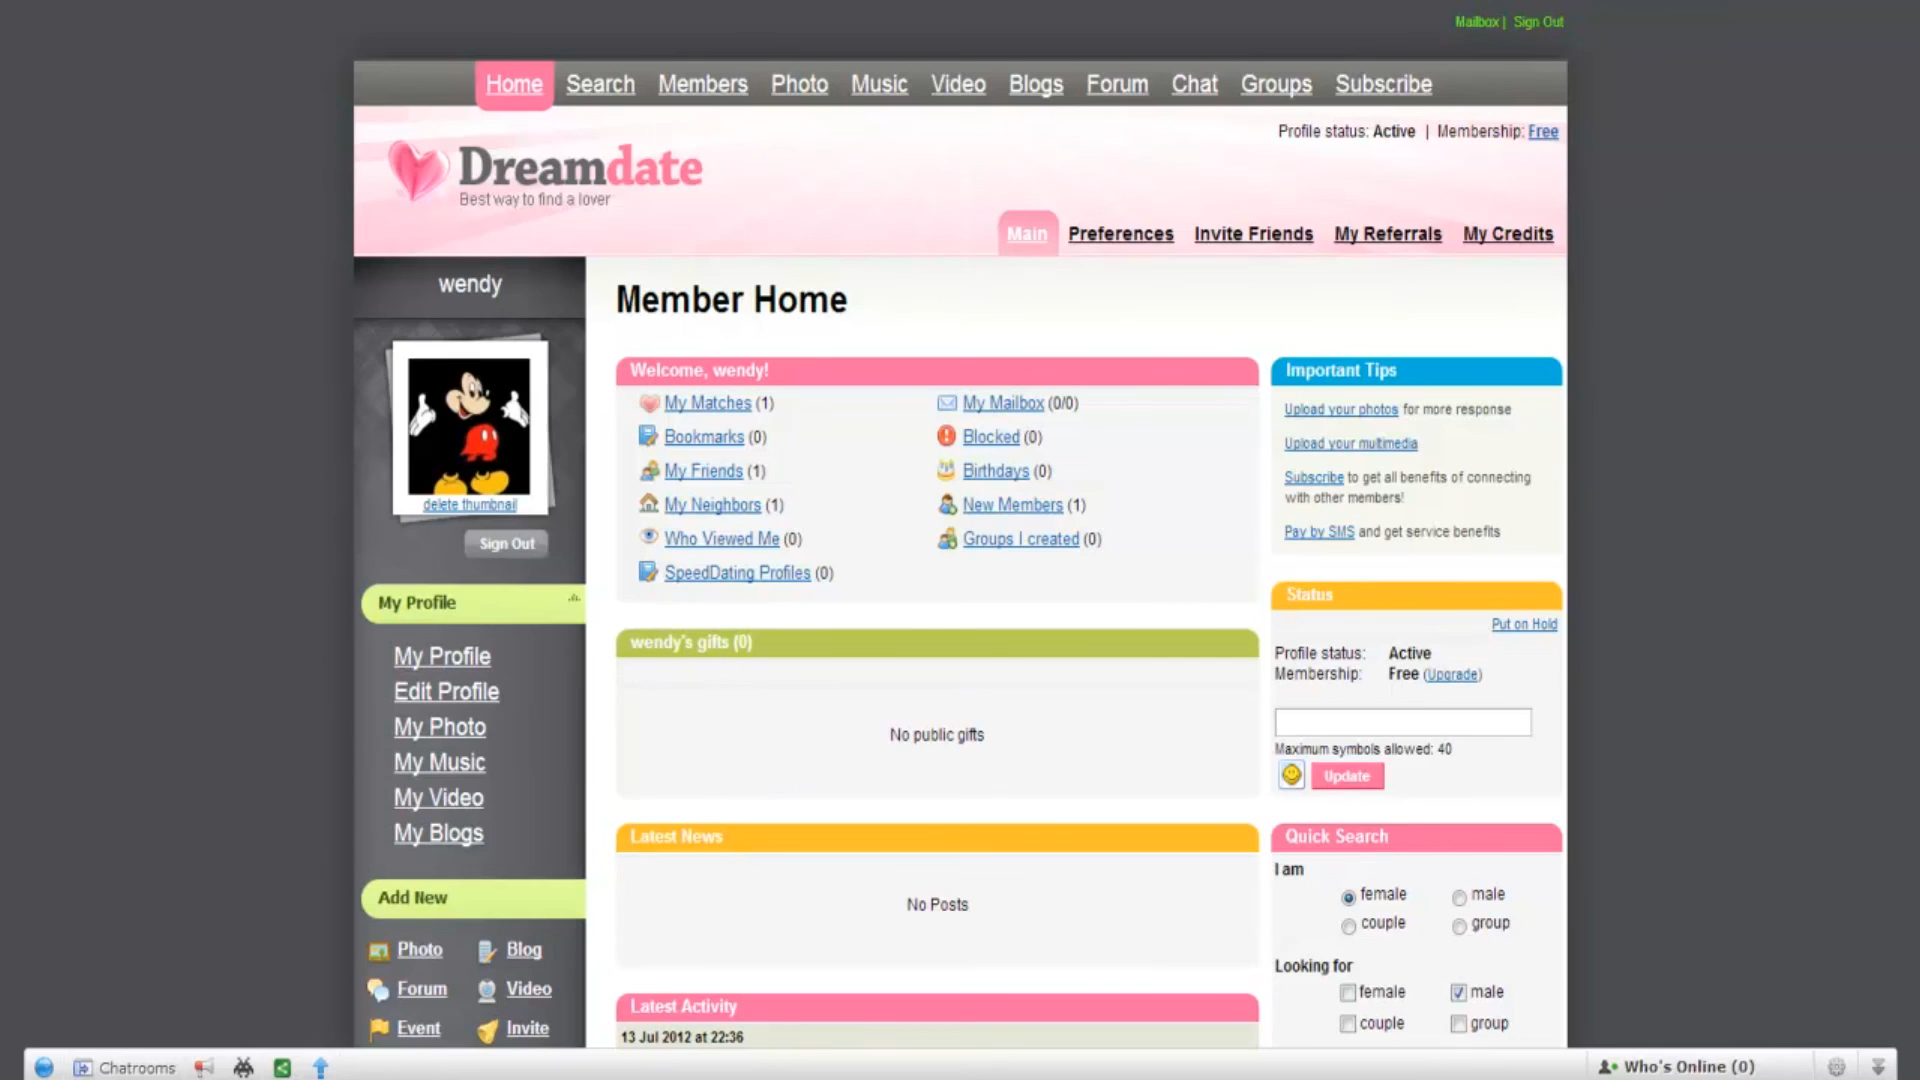 Mailbox | Sign Out
Home Search Members Photo Music Video Blogs Forum Chat Groups Subscribe
Profile status: Active | Membership: Free
Dreamdate
Best way to find a lover
Main Preferences Invite Friends My Referrals My Credits
wendy
delete thumbnail
Sign Out
My Profile
My Profile
Edit Profile
My Photo
My Music
My Video
My Blogs
Add New
Photo Blog
Forum Video
Event Invite
Member Home
Welcome, wendy!
My Matches (1) My Mailbox (0/0)
Bookmarks (0) Blocked (0)
My Friends (1) Birthdays (0)
My Neighbors (1) New Members (1)
Who Viewed Me (0) Groups I created (0)
SpeedDating Profiles (0)
wendy's gifts (0)
No public gifts
Latest News
No Posts
Latest Activity
13 Jul 2012 at 22:36
Important Tips
Upload your photos for more response
Upload your multimedia
Subscribe to get all benefits of connecting
with other members!
Pay by SMS and get service benefits
Status
Put on Hold
Profile status: Active
Membership: Free (Upgrade)
Maximum symbols allowed: 40
Update
Quick Search
I am
female male
couple group
Looking for
female male
couple group
Chatrooms
Who's Online (0)